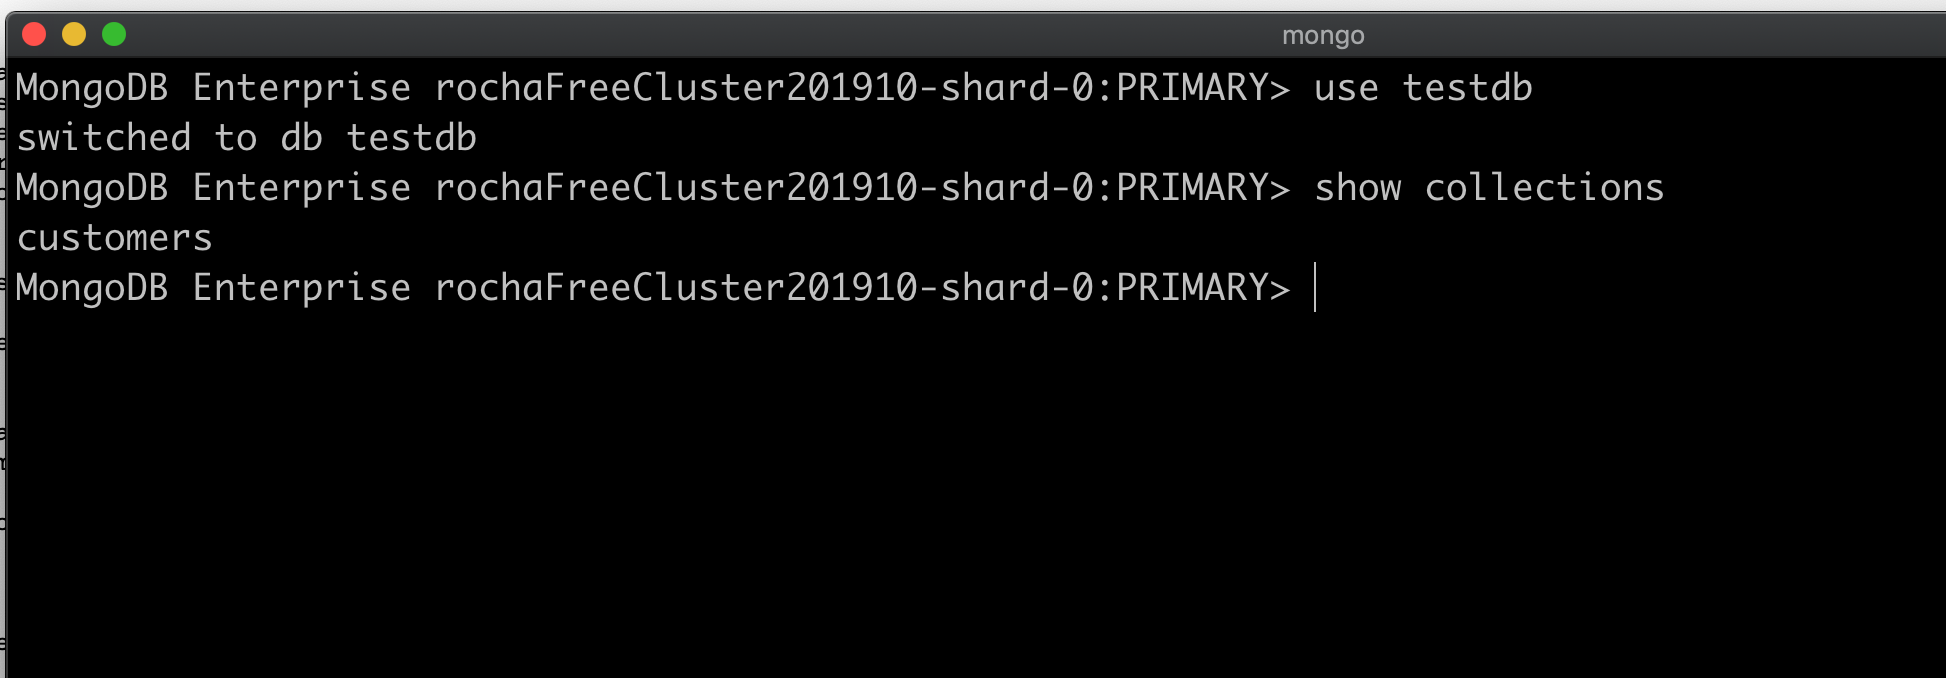 mongo
MongoDB Enterprise rochaFreeCluster201910-shard-0:PRIMARY> use testdb
switched to db testdb
MongoDB Enterprise rochaFreeCluster201910-shard-0:PRIMARY> show collections
customers
MongoDB Enterprise rochaFreeCluster201910-shard-0:PRIMARY>